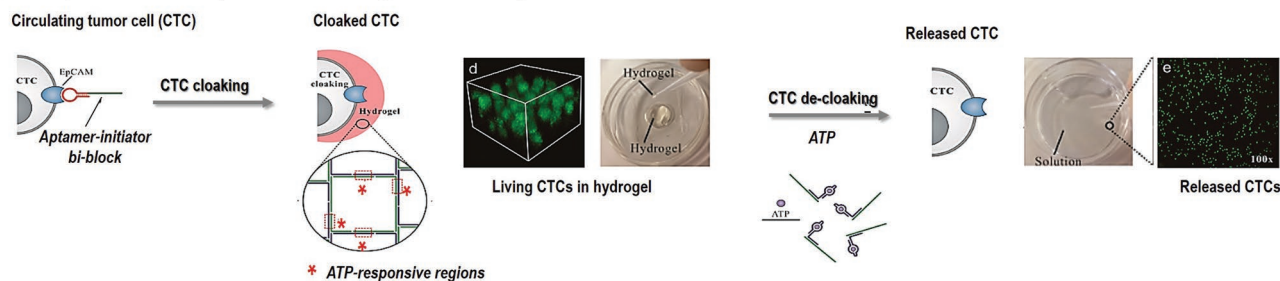 Circulating tumor cell (CTC)
CTC
EpCAM
Aptamer-initiator
bi-block
CTC cloaking
Cloaked CTC
CTC
cloaking
Hydrogel
* ATP-responsive regions
d
Hydrogel
Hydrogel
Living CTCs in hydrogel
CTC de-cloaking
ATP
ATP
Released CTC
CTC
Solution
e
100x
Released CTCs